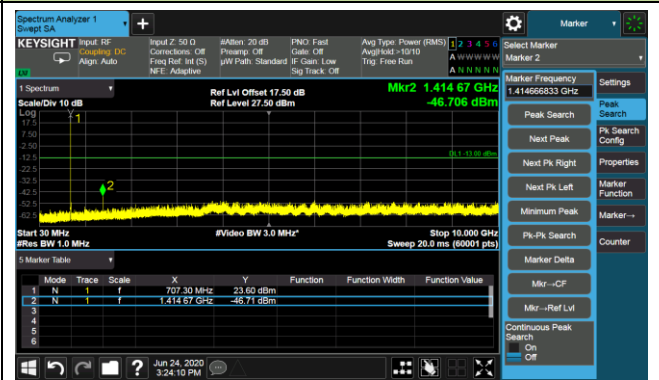 Spectrum Analyzer 1
Swept SA
Marker
KEYSIGHT
Input: RF
Coupling: DC
Align: Auto
Input Z: 50 Ω
Corrections: Off
Freq Ref: Int (S)
NFE: Adaptive
#Atten: 20 dB
Preamp: Off
µW Path: Standard
PNO: Fast
Gate: Off
IF Gain: Low
Sig Track: Off
Avg Type: Power (RMS)
Avg|Hold:>10/10
Trig: Free Run
1 2 3 4 5 6
A W W W W W
A N N N N N
LXI
Select Marker
Marker 2
1 Spectrum
Scale/Div 10 dB
Ref Lvl Offset 17.50 dB
Ref Level 27.50 dBm
Mkr2 1.414 67 GHz
-46.706 dBm
Log
17.5
7.50
-2.50
-12.5
-22.5
-32.5
-42.5
-52.5
-62.5
1
2
DL1 -13.00 dBm
Start 30 MHz
#Res BW 1.0 MHz
#Video BW 3.0 MHz*
Stop 10.000 GHz
Sweep 20.0 ms (60001 pts)
5 Marker Table
Mode Trace Scale X Y Function Function Width Function Value
1 N 1 f 707.30 MHz 23.60 dBm
2 N 1 f 1.414 67 GHz -46.71 dBm
3
4
5
6
Marker Frequency
1.414666833 GHz
Peak Search
Next Peak
Next Pk Right
Next Pk Left
Minimum Peak
Pk-Pk Search
Marker Delta
Mkr→CF
Mkr→Ref Lvl
Continuous Peak
Search
On
Off
Settings
Peak
Search
Pk Search
Config
Properties
Marker
Function
Marker→
Counter
?
Jun 24, 2020
3:24:10 PM